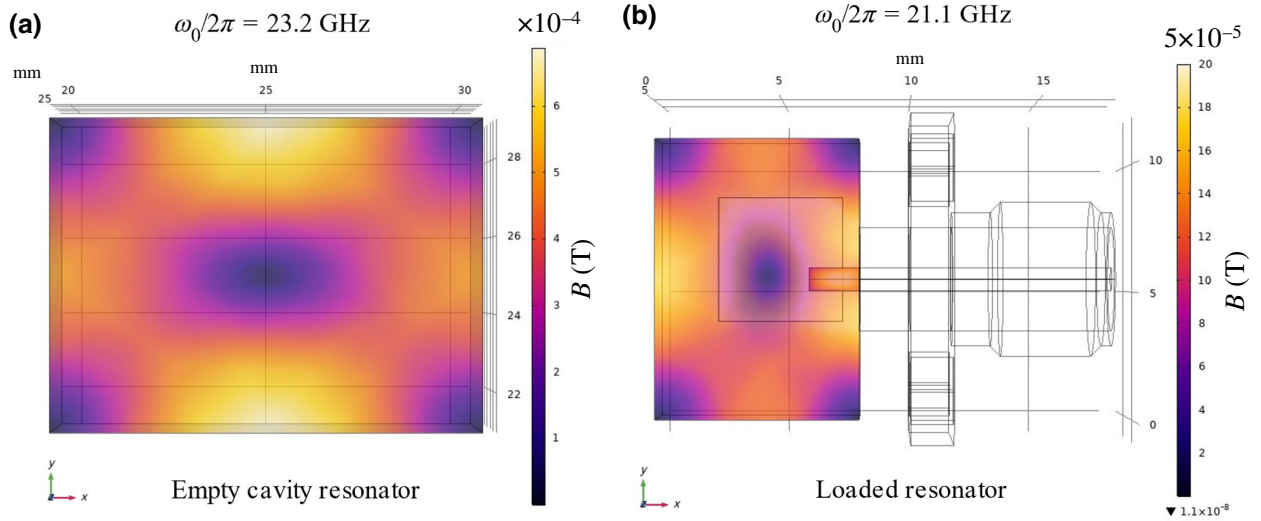 (a)
ω₀/2π = 23.2 GHz
×10⁻⁴
mm
mm
20
25
30
25
28
26
24
22
6
5
4
3
2
1
B (T)
y
x
Empty cavity resonator
(b)
ω₀/2π = 21.1 GHz
5×10⁻⁵
mm
0
5
10
15
5
10
5
0
20
18
16
14
12
10
8
6
4
2
▼ 1.1×10⁻⁸
B (T)
y
x
Loaded resonator